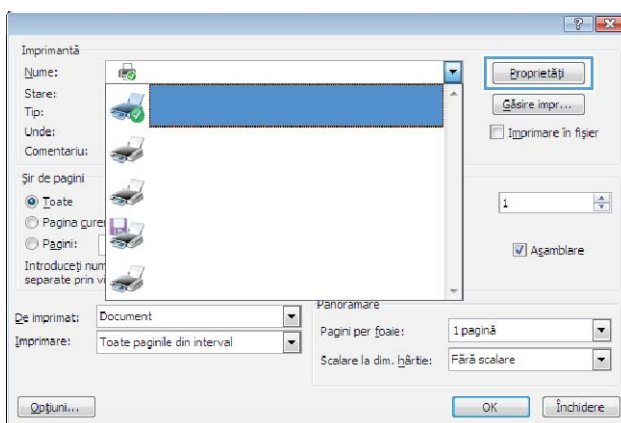 Imprimantă
Nume:
Proprietăți
Stare:
Tip:
Găsire impr...
Unde:
Imprimare în fișier
Comentariu:
Șir de pagini
Toate
1
Pagina curen
Pagini:
Asamblare
Introduceți num
separate prin vi
De imprimat: Document
Imprimare: Toate paginile din interval
Panoramare
Pagini per foaie: 1 pagină
Scalare la dim. hârtie: Fără scalare
Opțiuni...
OK
Închidere